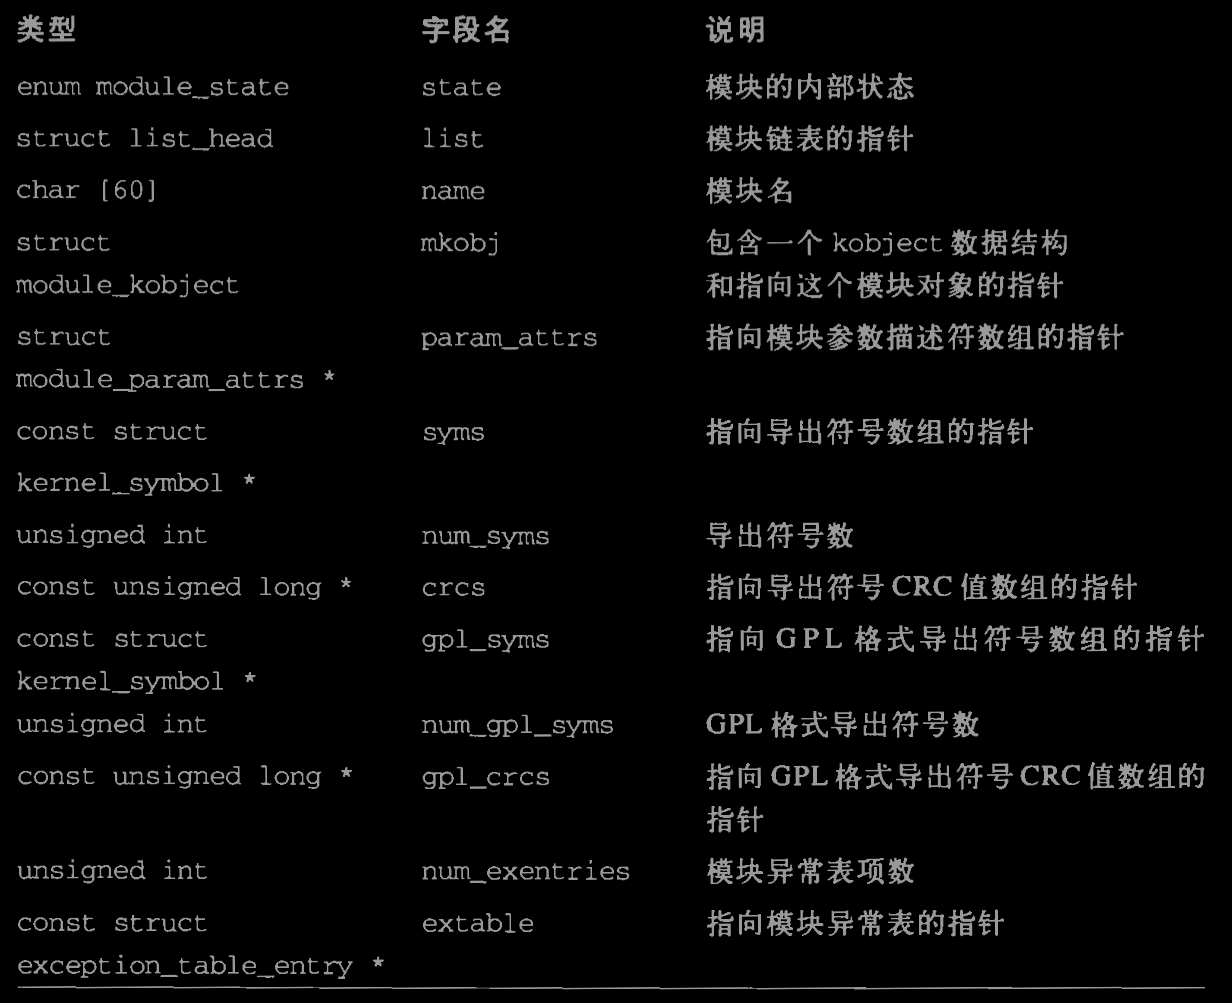 类型 字段名 说明
enum module_state state 模块的内部状态
struct list_head list 模块链表的指针
char [60] name 模块名
struct mkobj 包含一个 kobject 数据结构
module_kobject 和指向这个模块对象的指针
struct param_attrs 指向模块参数描述符数组的指针
module_param_attrs *
const struct syms 指向导出符号数组的指针
kernel_symbol *
unsigned int num_syms 导出符号数
const unsigned long * crcs 指向导出符号 CRC 值数组的指针
const struct gpl_syms 指向 GPL 格式导出符号数组的指针
kernel_symbol *
unsigned int num_gpl_syms GPL 格式导出符号数
const unsigned long * gpl_crcs 指向 GPL 格式导出符号 CRC 值数组的
指针
unsigned int num_exentries 模块异常表项数
const struct extable 指向模块异常表的指针
exception_table_entry *